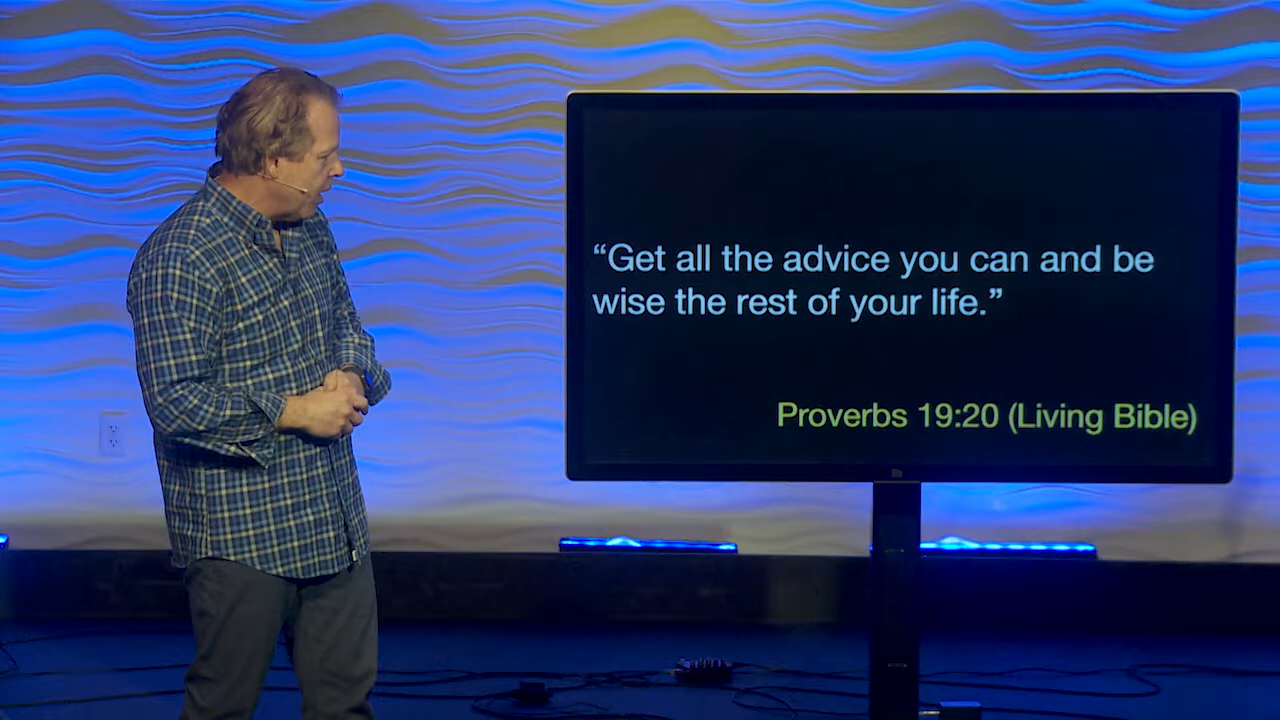 “Get all the advice you can and be
wise the rest of your life.”
Proverbs 19:20 (Living Bible)